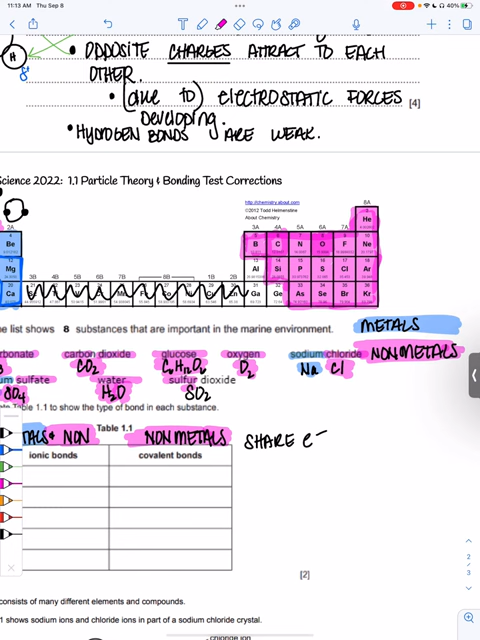 11:13 AM Thu Sep 8
40%
H
OPPOSITE CHARGES ATTRACT TO EACH
OTHER.
(due to) ELECTROSTATIC FORCES
developing.
[4]
HYDROGEN BONDS ARE WEAK.
Science 2022: 1.1 Particle Theory & Bonding Test Corrections
http://chemistry.about.com
©2012 Todd Helmenstine
About Chemistry
8A
He
2A 3A 4A 5A 6A 7A
Be B C N O F Ne
Mg 3B 4B 5B 6B 7B 8B 1B 2B Al Si P S Cl Ar
Ca Ga Ge As Se Br Kr
e list shows 8 substances that are important in the marine environment.
METALS
NONMETALS
rbonate carbon dioxide glucose oxygen sodium chloride
CO2 C6H12O6 O2 Na Cl
um sulfate water sulfur dioxide
SO4 H2O SO2
Table 1.1 to show the type of bond in each substance.
Table 1.1
TALS & NON NONMETALS SHARE e-
ionic bonds covalent bonds
[2]
consists of many different elements and compounds.
1 shows sodium ions and chloride ions in part of a sodium chloride crystal.
chloride ion
2
3